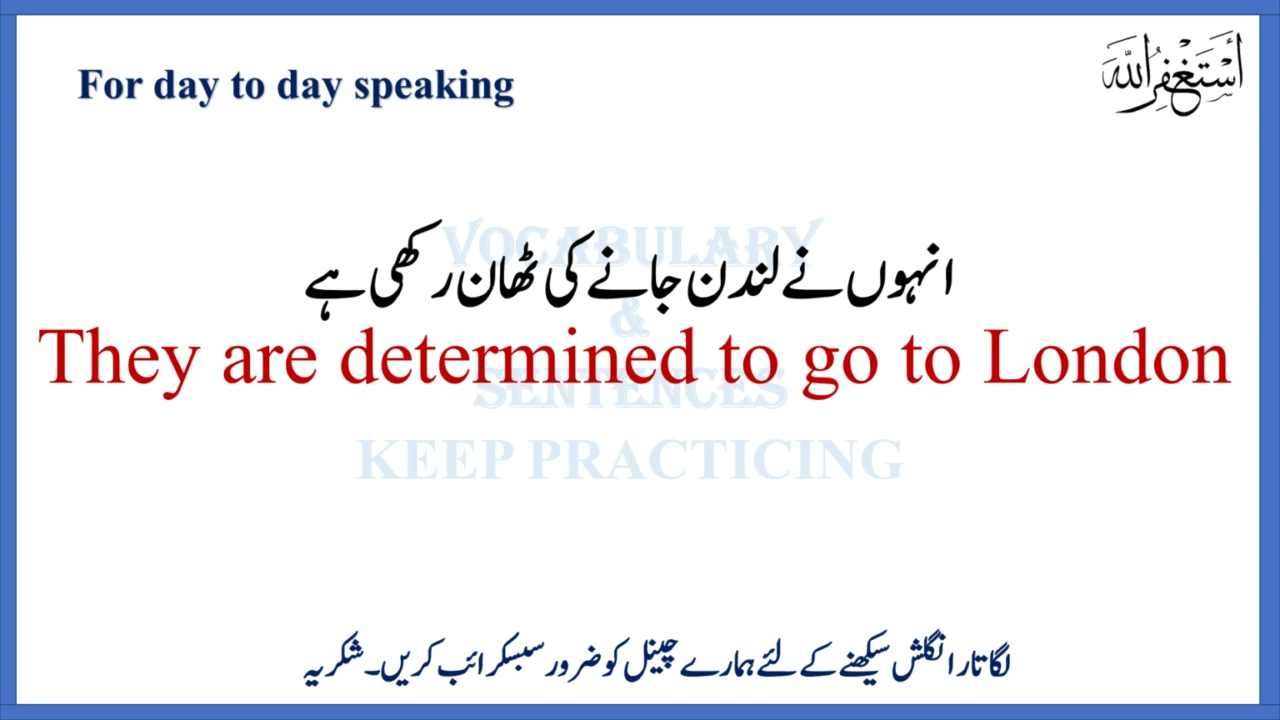 For day to day speaking
أستغفر الله
انہوں نے لندن جانے کی ٹھان رکھی ہے
They are determined to go to London
VOCABULARY
&
SENTENCES
KEEP PRACTICING
لگاتار انگلش سیکھنے کے لئے ہمارے چینل کو ضرور سبسکرائب کریں۔ شکریہ